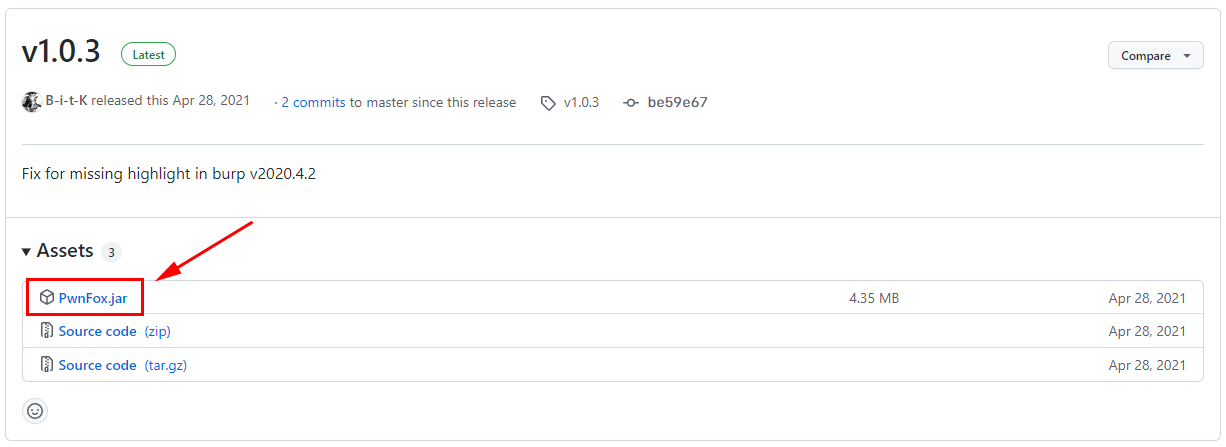 v1.0.3 Latest Compare
B-i-t-K released this Apr 28, 2021 · 2 commits to master since this release v1.0.3 be59e67
Fix for missing highlight in burp v2020.4.2
Assets 3
PwnFox.jar 4.35 MB Apr 28, 2021
Source code (zip) Apr 28, 2021
Source code (tar.gz) Apr 28, 2021